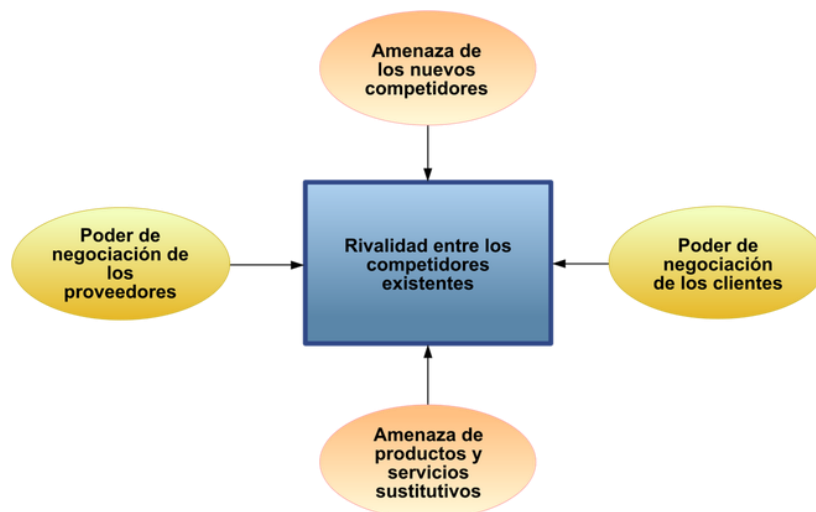 Amenaza de
los nuevos
competidores
Poder de
negociación de
los
proveedores
Rivalidad entre los
competidores
existentes
Poder de
negociación
de los clientes
Amenaza de
productos y
servicios
sustitutivos